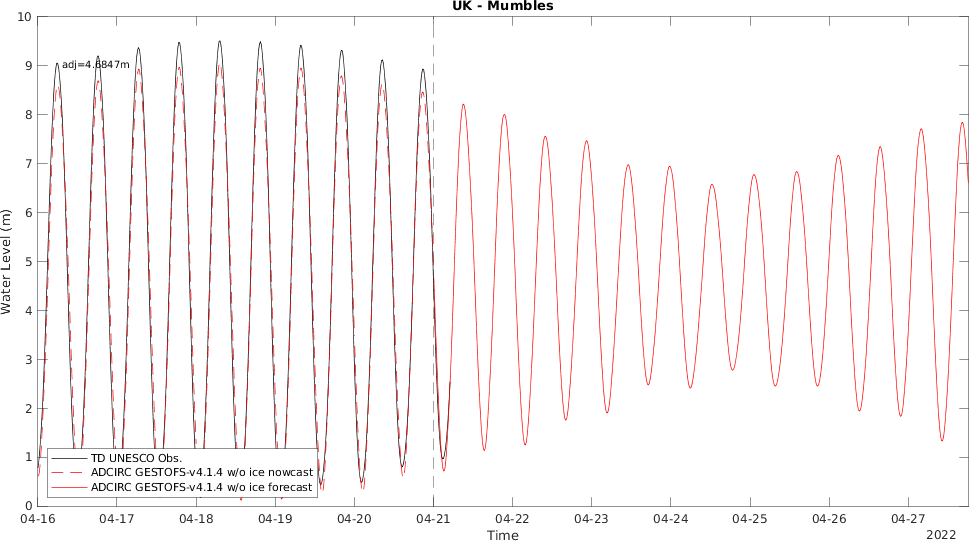 UK - Mumbles
10
9
8
7
6
5
4
3
2
1
0
Water Level (m)
adj=4.6847m
TD UNESCO Obs.
ADCIRC GESTOFS-v4.1.4 w/o ice nowcast
ADCIRC GESTOFS-v4.1.4 w/o ice forecast
04-16 04-17 04-18 04-19 04-20 04-21 04-22 04-23 04-24 04-25 04-26 04-27
Time
2022